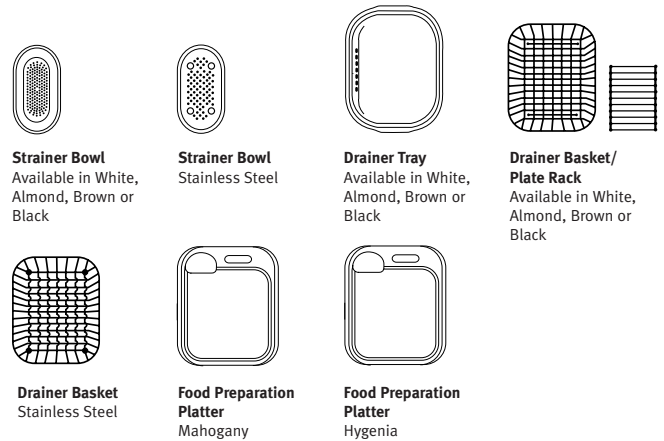 Strainer Bowl
Available in White,
Almond, Brown or
Black
Strainer Bowl
Stainless Steel
Drainer Tray
Available in White,
Almond, Brown or
Black
Drainer Basket/
Plate Rack
Available in White,
Almond, Brown or
Black
Drainer Basket
Stainless Steel
Food Preparation
Platter
Mahogany
Food Preparation
Platter
Hygenia